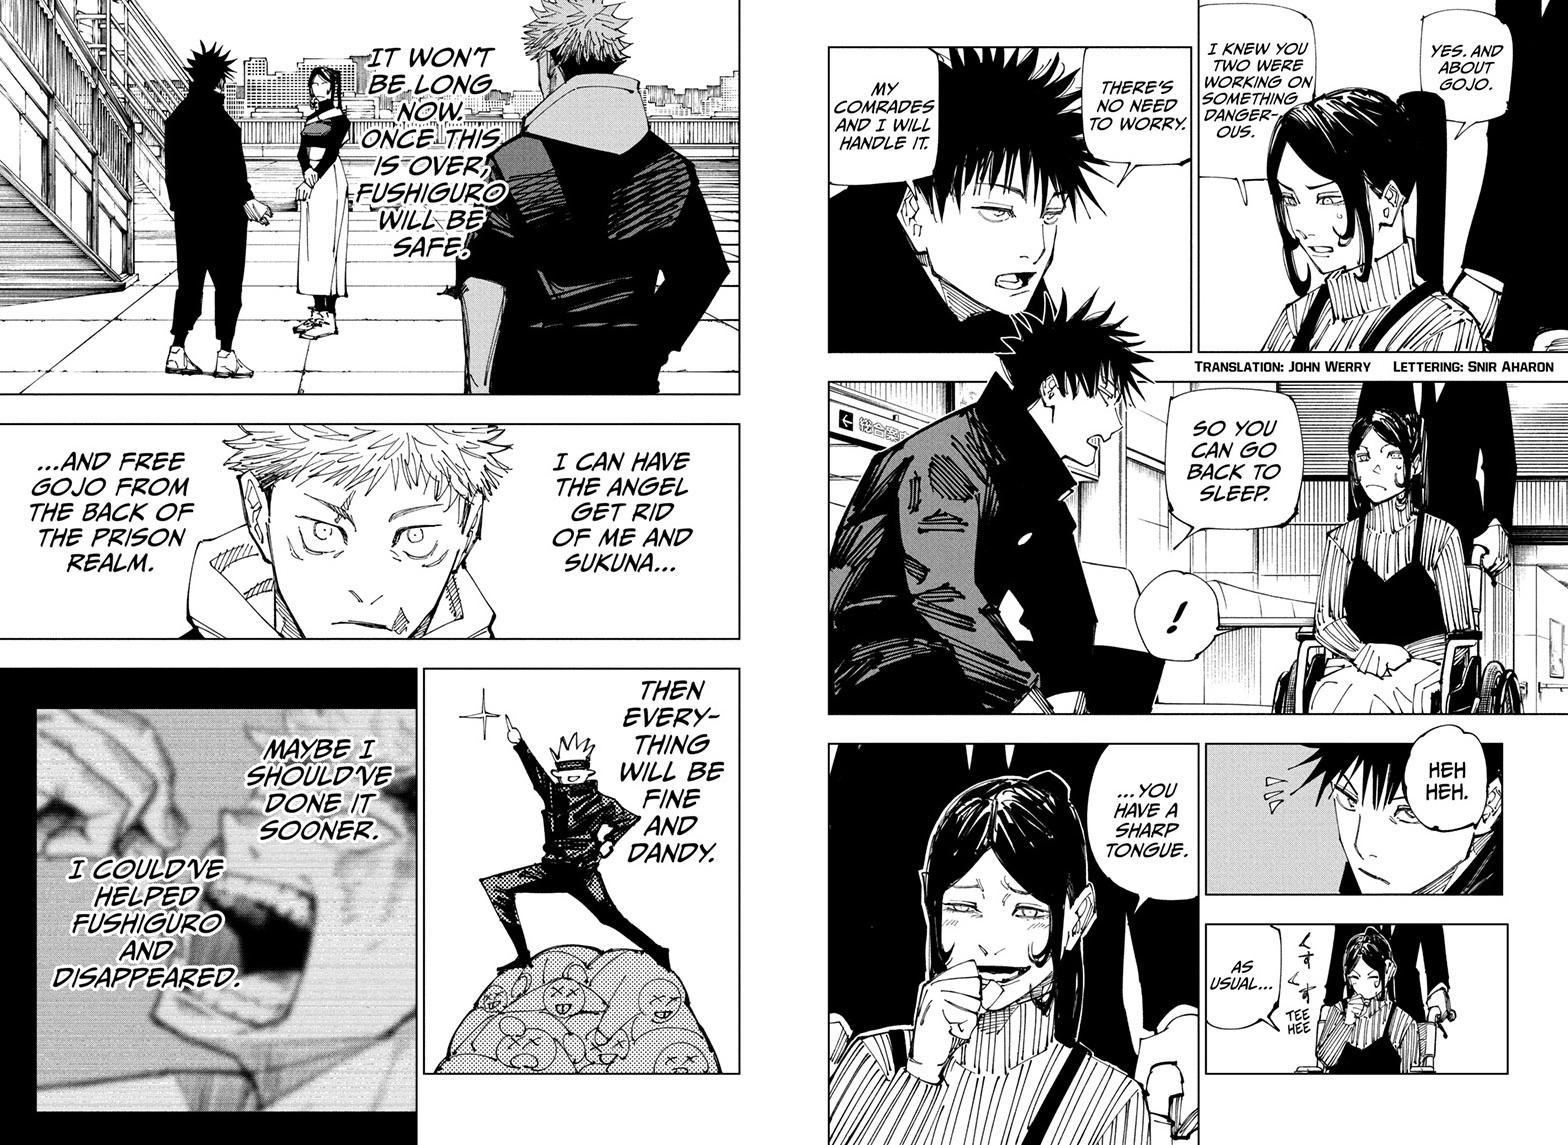 YES. AND
ABOUT
GOJO.
I KNEW YOU
TWO WERE
WORKING ON
SOMETHING
DANGER-
OUS.
THERE'S
NO NEED
TO WORRY.
MY
COMRADES
AND I WILL
HANDLE IT.
TRANSLATION: JOHN WERRY LETTERING: SNIR AHARON
SO YOU
CAN GO
BACK TO
SLEEP.
総合案内
!
HEH
HEH.
AS
USUAL...
くすくす
TEE
HEE
...YOU
HAVE A
SHARP
TONGUE.
IT WON'T
BE LONG
NOW.
ONCE THIS
IS OVER,
FUSHIGURO
WILL BE
SAFE.
I CAN HAVE
THE ANGEL
GET RID
OF ME AND
SUKUNA...
...AND FREE
GOJO FROM
THE BACK OF
THE PRISON
REALM.
THEN
EVERY-
THING
WILL BE
FINE
AND
DANDY.
MAYBE I
SHOULD'VE
DONE IT
SOONER.
I COULD'VE
HELPED
FUSHIGURO
AND
DISAPPEARED.